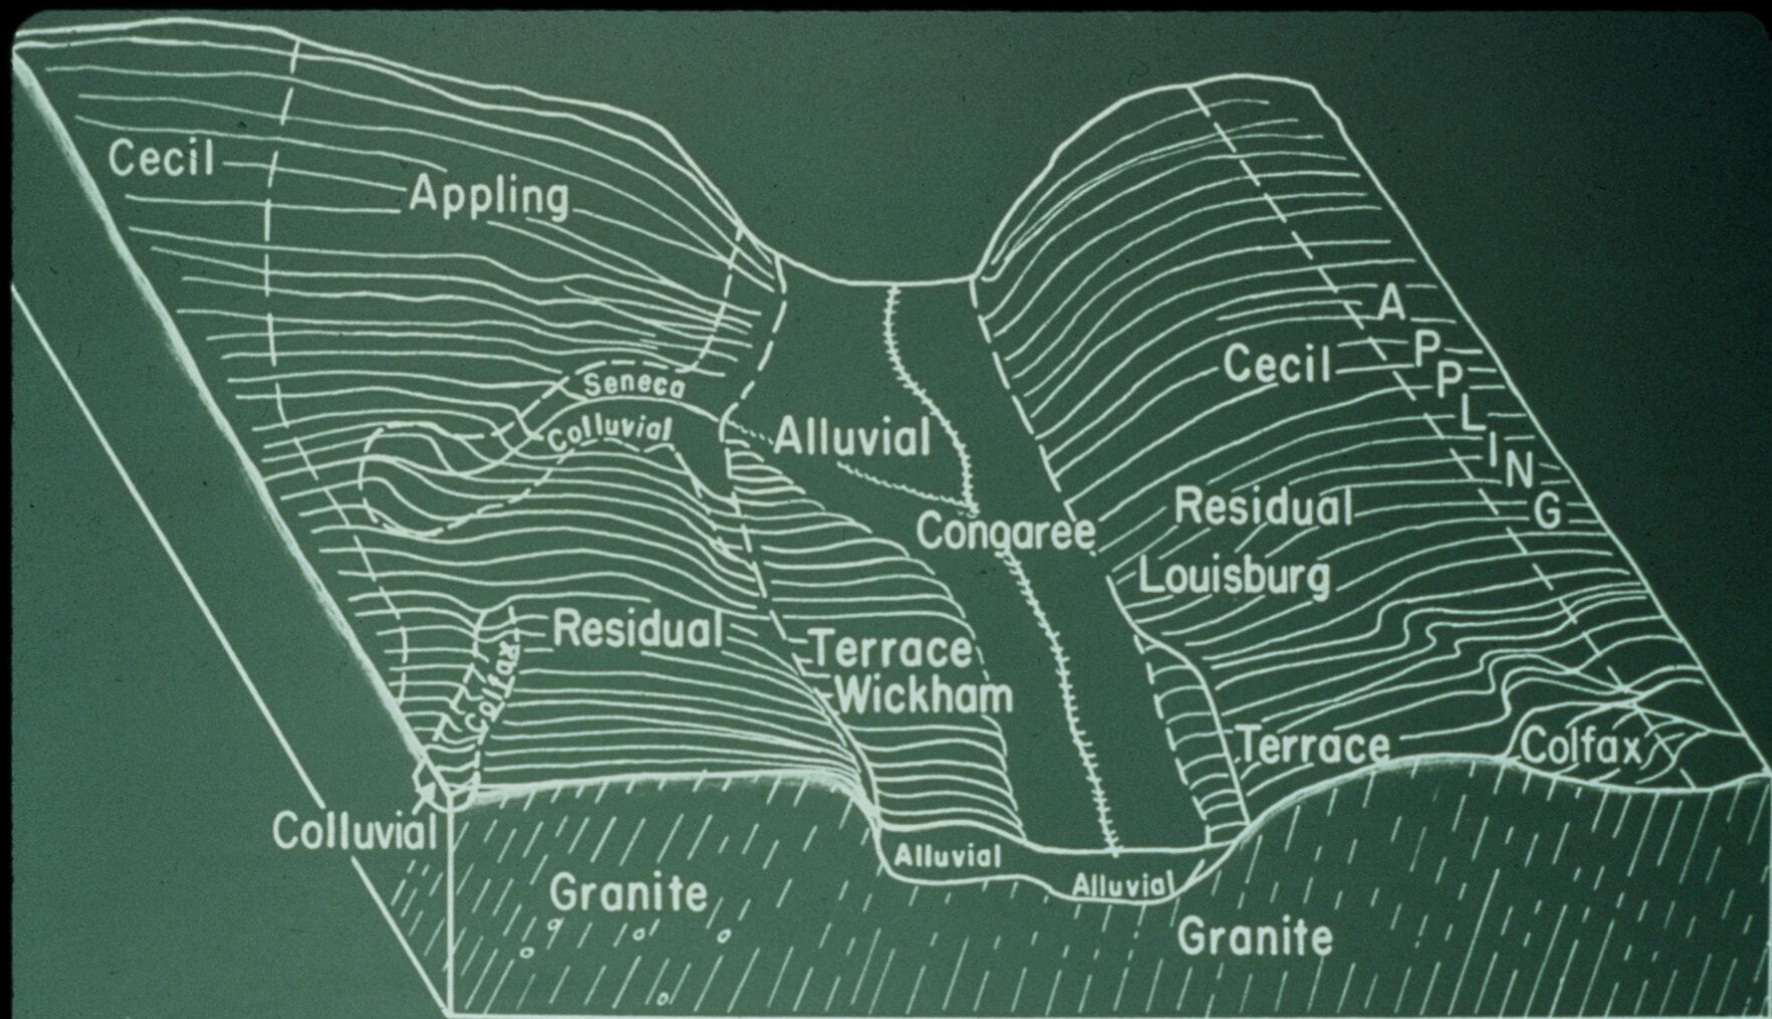 Cecil
Appling
Seneca
Colluvial
Alluvial
Congaree
Cecil
APPLING
Residual
Louisburg
Residual
Colfax
Terrace
Wickham
Terrace
Colfax
Colluvial
Alluvial
Alluvial
Granite
Granite